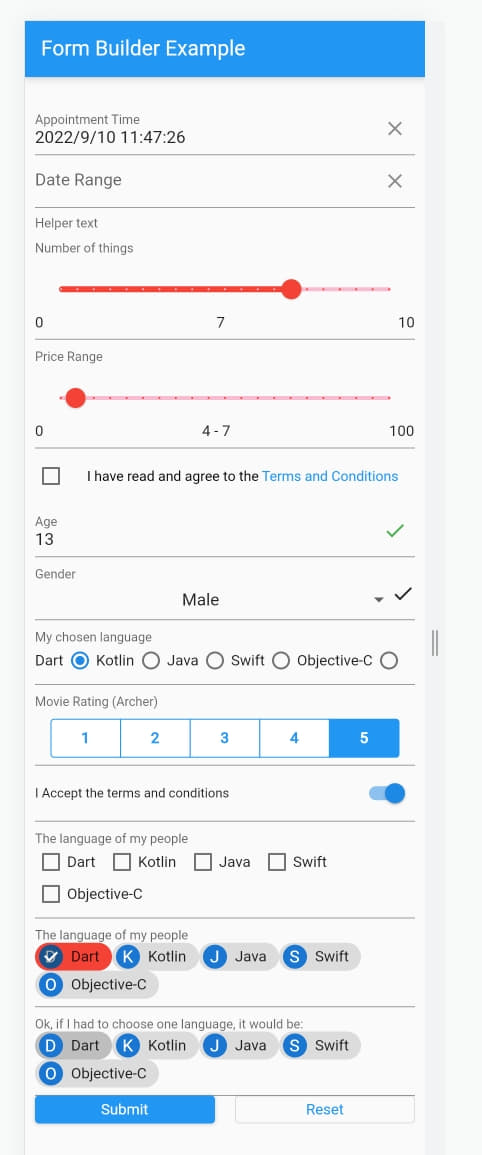 Form Builder Example
Appointment Time
2022/9/10 11:47:26
Date Range
Helper text
Number of things
0 7 10
Price Range
0 4 - 7 100
I have read and agree to the Terms and Conditions
Age
13
Gender
Male
My chosen language
Dart Kotlin Java Swift Objective-C
Movie Rating (Archer)
1 2 3 4 5
I Accept the terms and conditions
The language of my people
Dart Kotlin Java Swift
Objective-C
The language of my people
D Dart K Kotlin J Java S Swift
O Objective-C
Ok, if I had to choose one language, it would be:
D Dart K Kotlin J Java S Swift
O Objective-C
Submit Reset